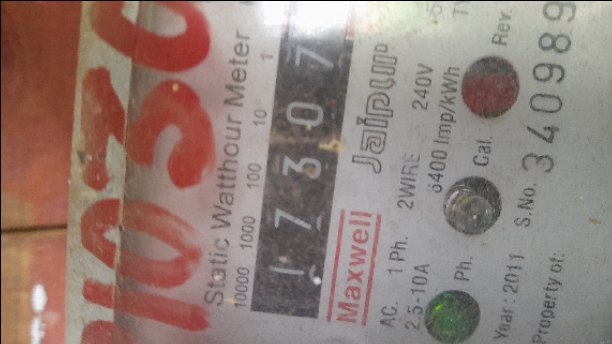 Static Watthour Meter
10000 1000 100 10 1
1 7 3 0 7
Maxwell Jaipur
AC. 1 Ph. 2WIRE 240V
2.5-10A 6400 Imp/kWh
Ph. Cal. Rev.
Year : 2011 S.No. 340989
Property of: